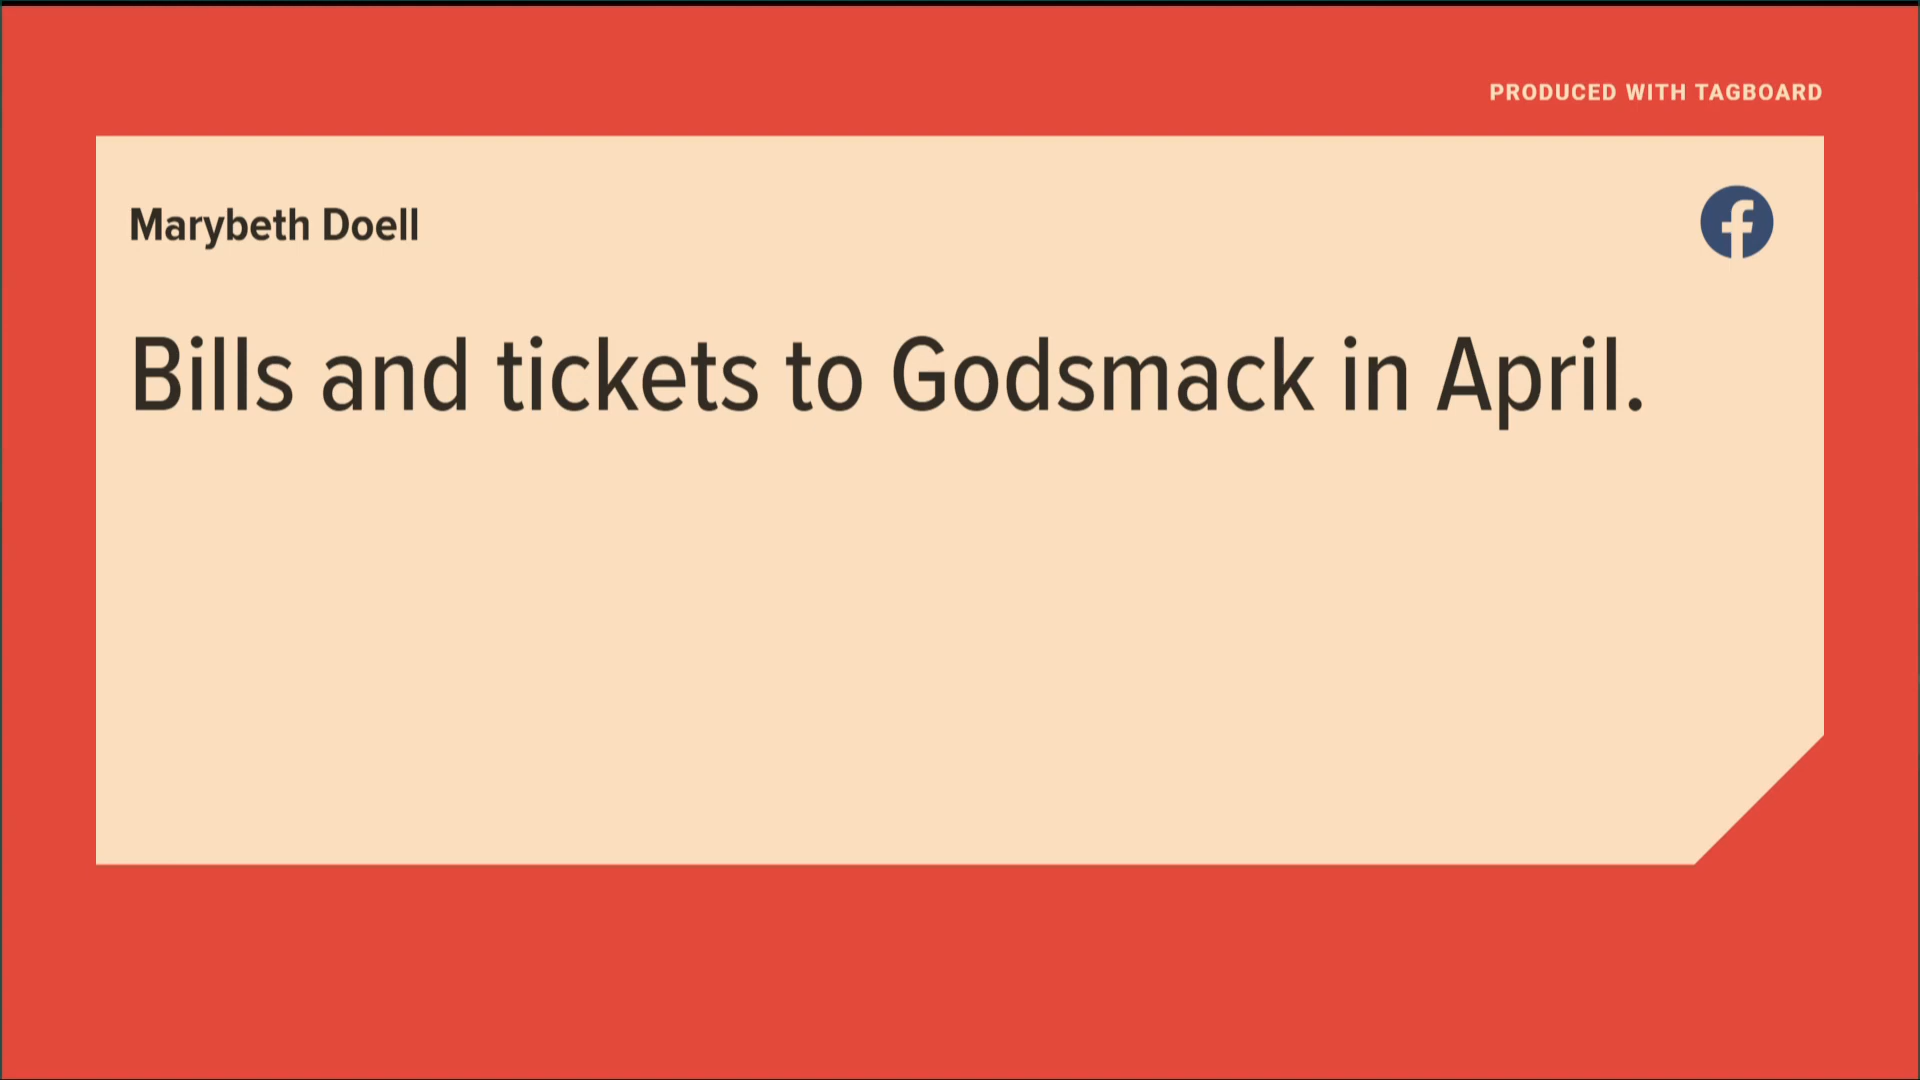 PRODUCED WITH TAGBOARD
Marybeth Doell
Bills and tickets to Godsmack in April.